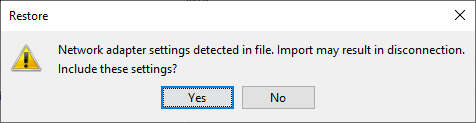 Restore
Network adapter settings detected in file. Import may result in disconnection.
Include these settings?
Yes
No